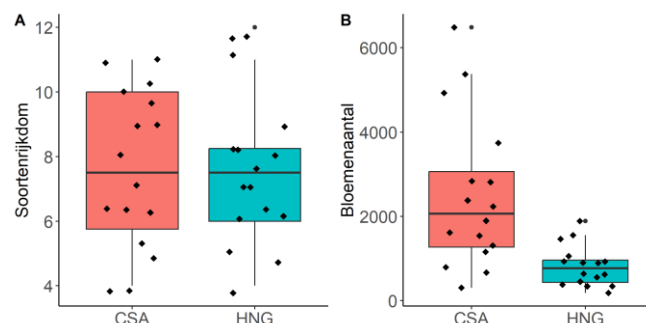 A
Soortenrijkdom
12
10
8
6
4
CSA
HNG
B
Bloemenaantal
6000
4000
2000
0
CSA
HNG